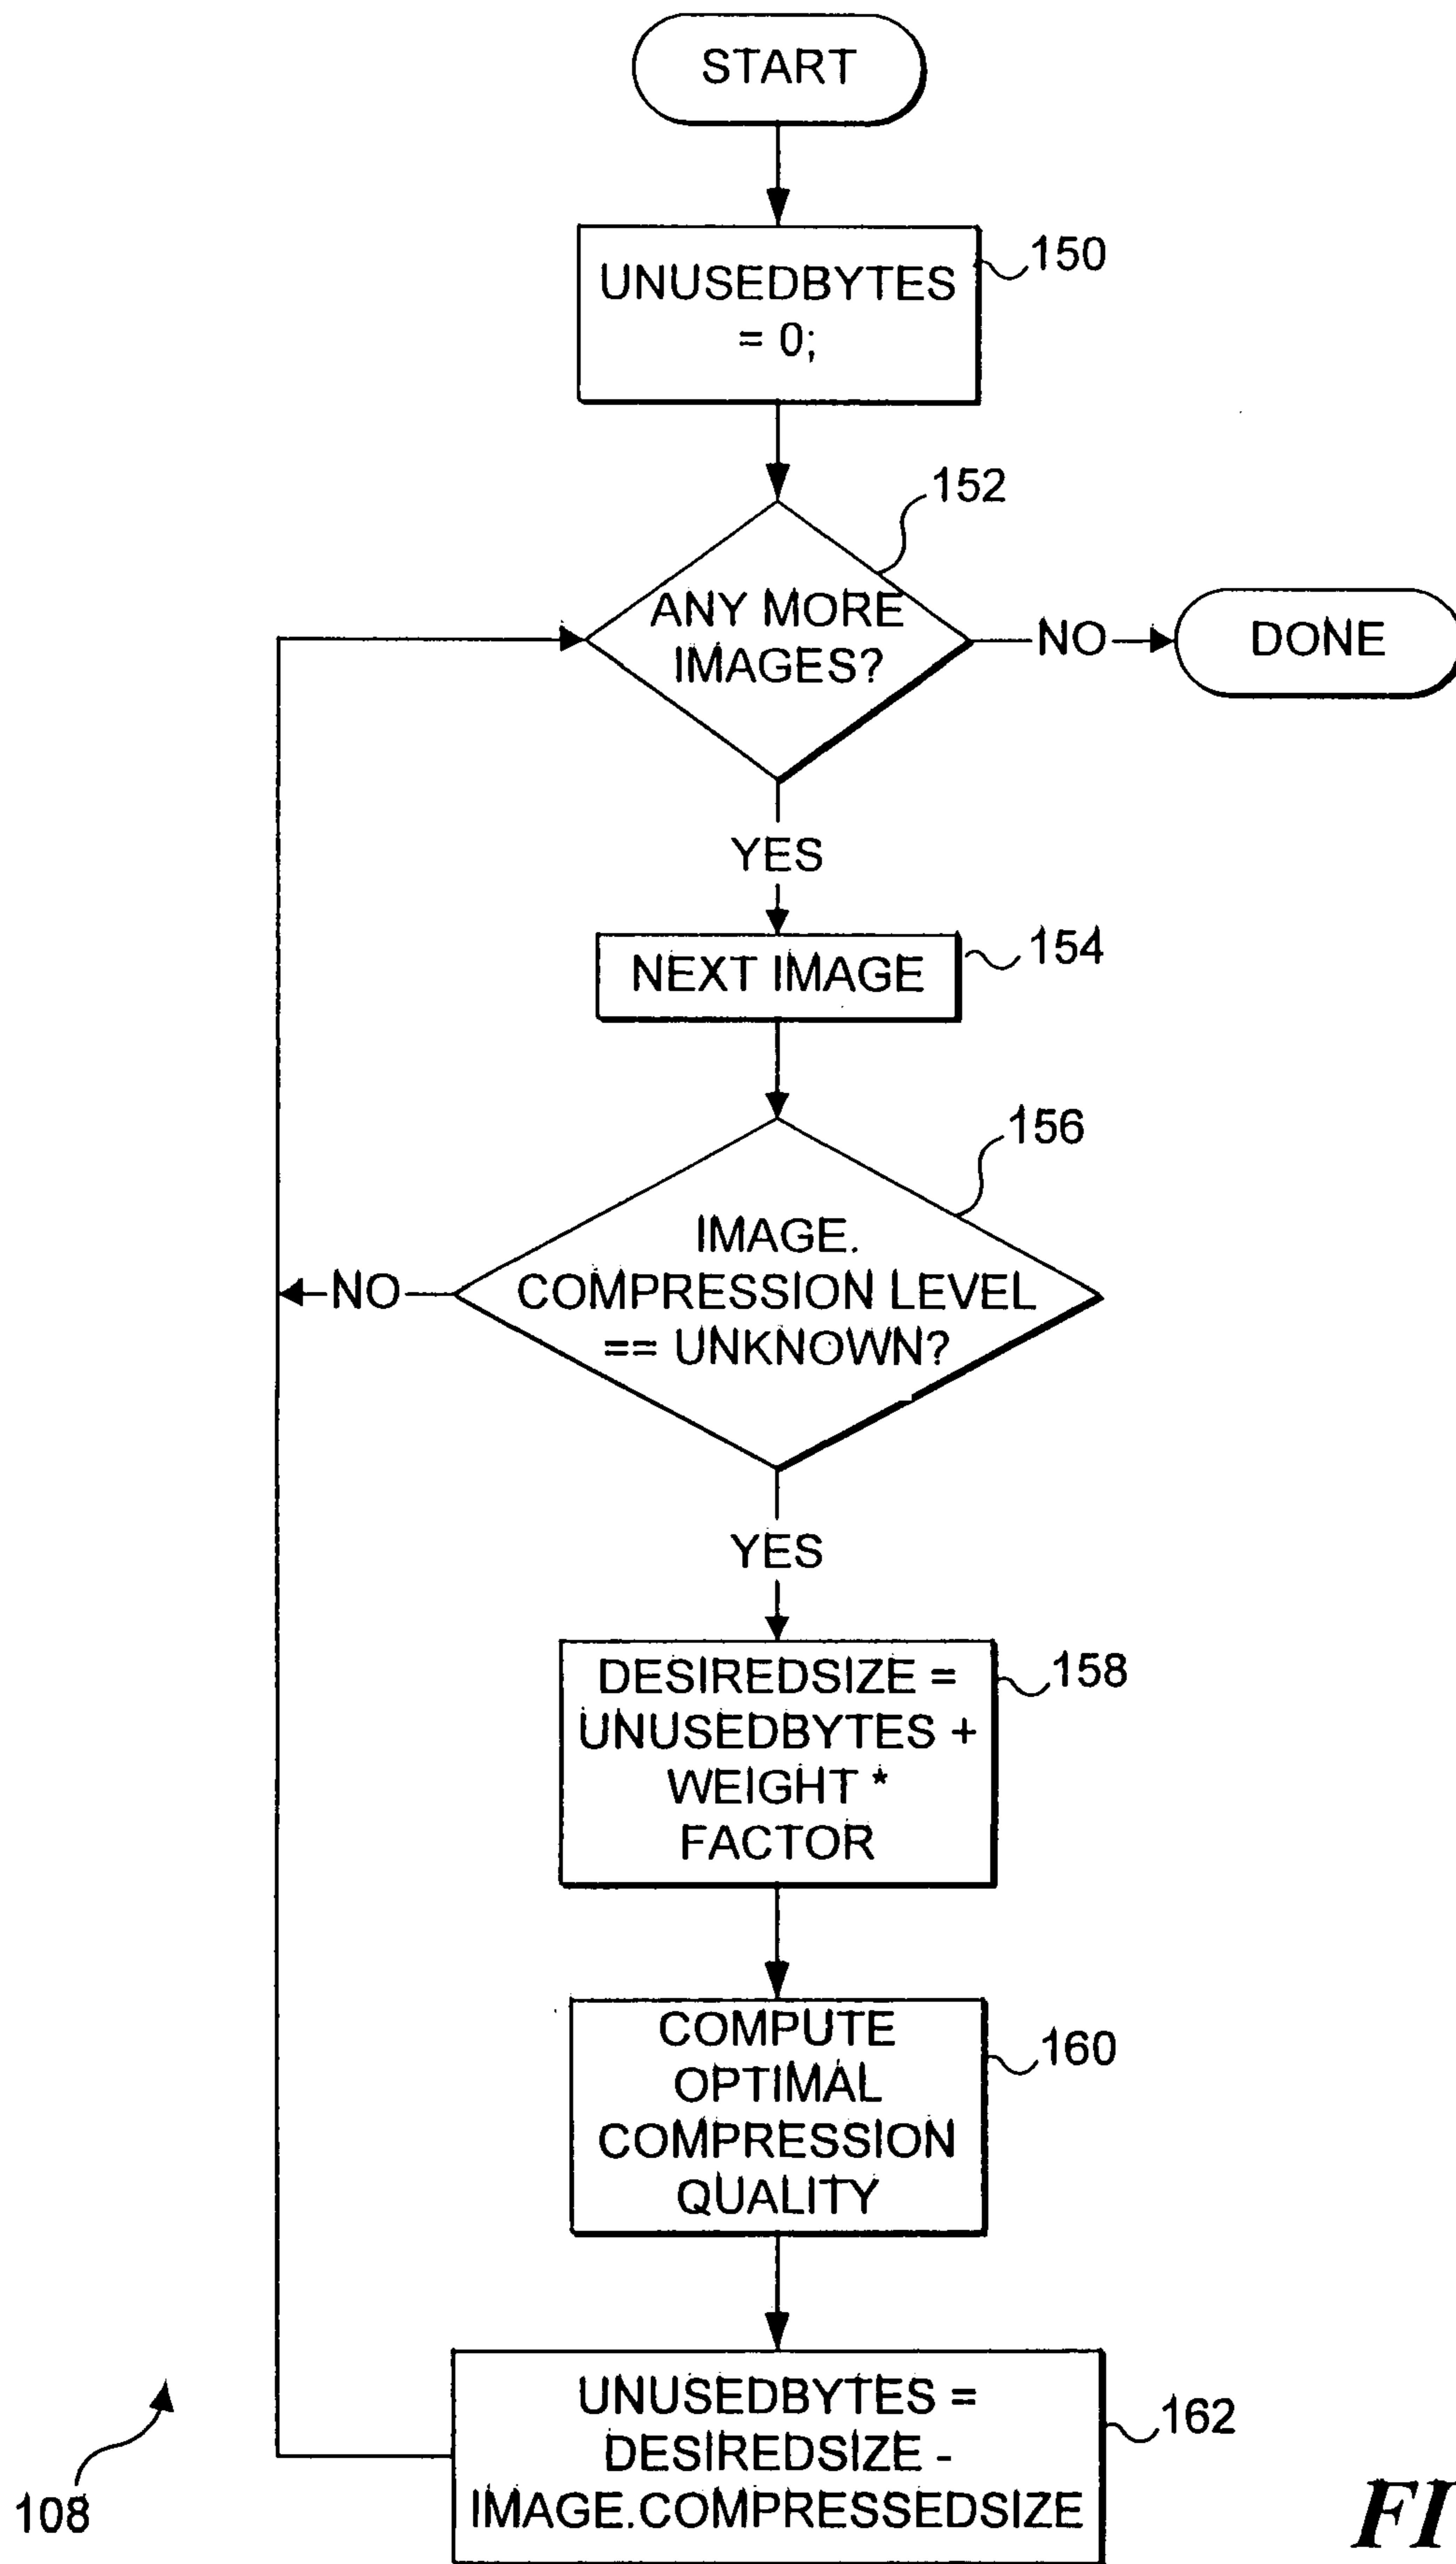 START
UNUSEDBYTES
= 0;
150
152
ANY MORE
IMAGES?
NO
DONE
YES
NEXT IMAGE
154
156
IMAGE.
COMPRESSION LEVEL
== UNKNOWN?
NO
YES
DESIREDSIZE =
UNUSEDBYTES +
WEIGHT *
FACTOR
158
COMPUTE
OPTIMAL
COMPRESSION
QUALITY
160
UNUSEDBYTES =
DESIREDSIZE -
IMAGE.COMPRESSEDSIZE
162
108
FI